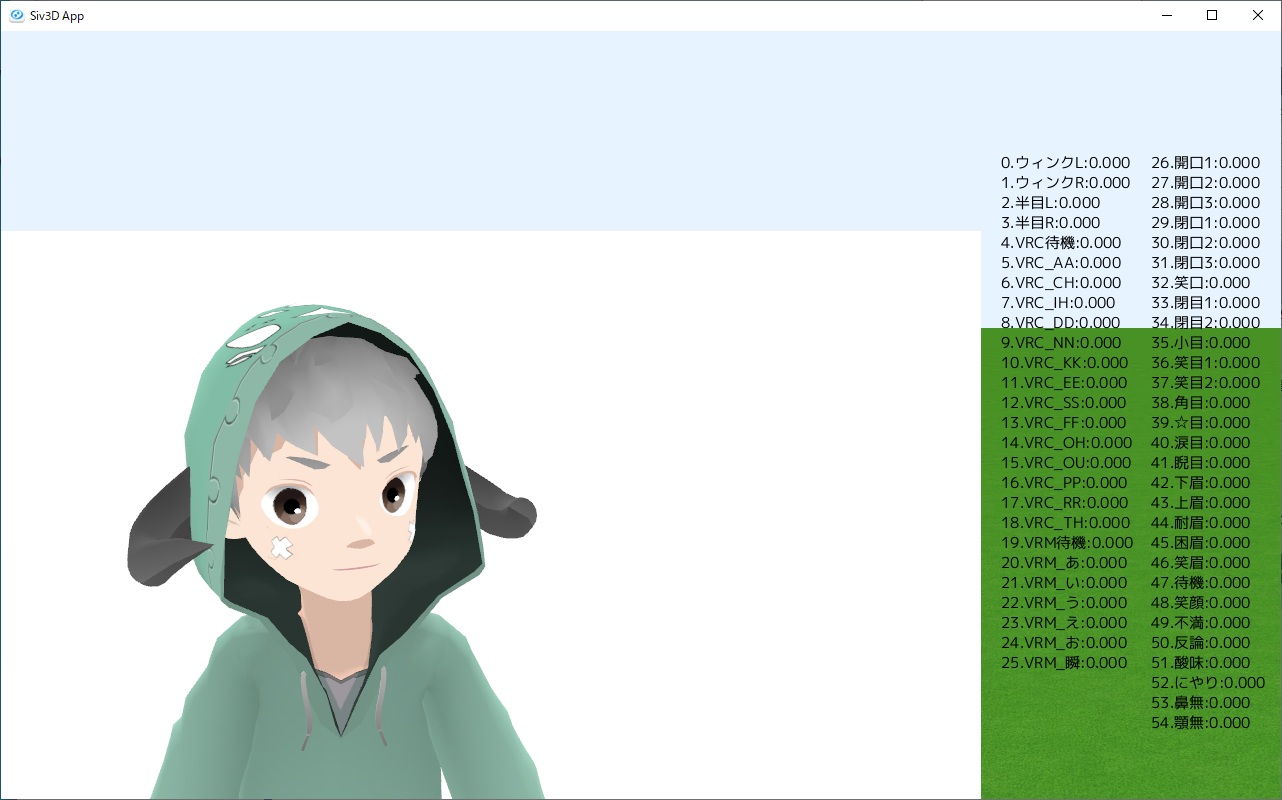 Siv3D App
0.ウィンクL:0.000
1.ウィンクR:0.000
2.半目L:0.000
3.半目R:0.000
4.VRC待機:0.000
5.VRC_AA:0.000
6.VRC_CH:0.000
7.VRC_IH:0.000
8.VRC_DD:0.000
9.VRC_NN:0.000
10.VRC_KK:0.000
11.VRC_EE:0.000
12.VRC_SS:0.000
13.VRC_FF:0.000
14.VRC_OH:0.000
15.VRC_OU:0.000
16.VRC_PP:0.000
17.VRC_RR:0.000
18.VRC_TH:0.000
19.VRM待機:0.000
20.VRM_あ:0.000
21.VRM_い:0.000
22.VRM_う:0.000
23.VRM_え:0.000
24.VRM_お:0.000
25.VRM_瞬:0.000
26.開口1:0.000
27.開口2:0.000
28.開口3:0.000
29.閉口1:0.000
30.閉口2:0.000
31.閉口3:0.000
32.笑口:0.000
33.閉目1:0.000
34.閉目2:0.000
35.小目:0.000
36.笑目1:0.000
37.笑目2:0.000
38.角目:0.000
39.☆目:0.000
40.涙目:0.000
41.睨目:0.000
42.下眉:0.000
43.上眉:0.000
44.耐眉:0.000
45.困眉:0.000
46.笑眉:0.000
47.待機:0.000
48.笑顔:0.000
49.不満:0.000
50.反論:0.000
51.酸味:0.000
52.にやり:0.000
53.鼻無:0.000
54.顎無:0.000